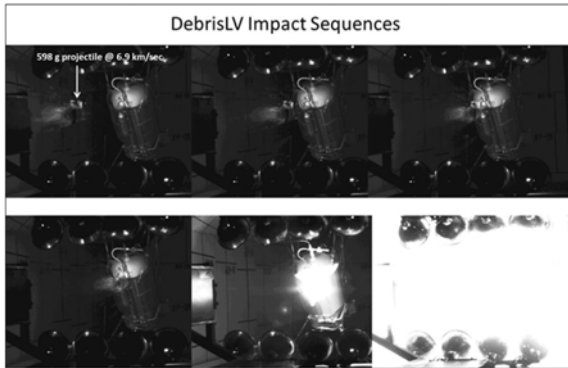 DebrisLV Impact Sequences
598 g projectile @ 6.9 km/sec